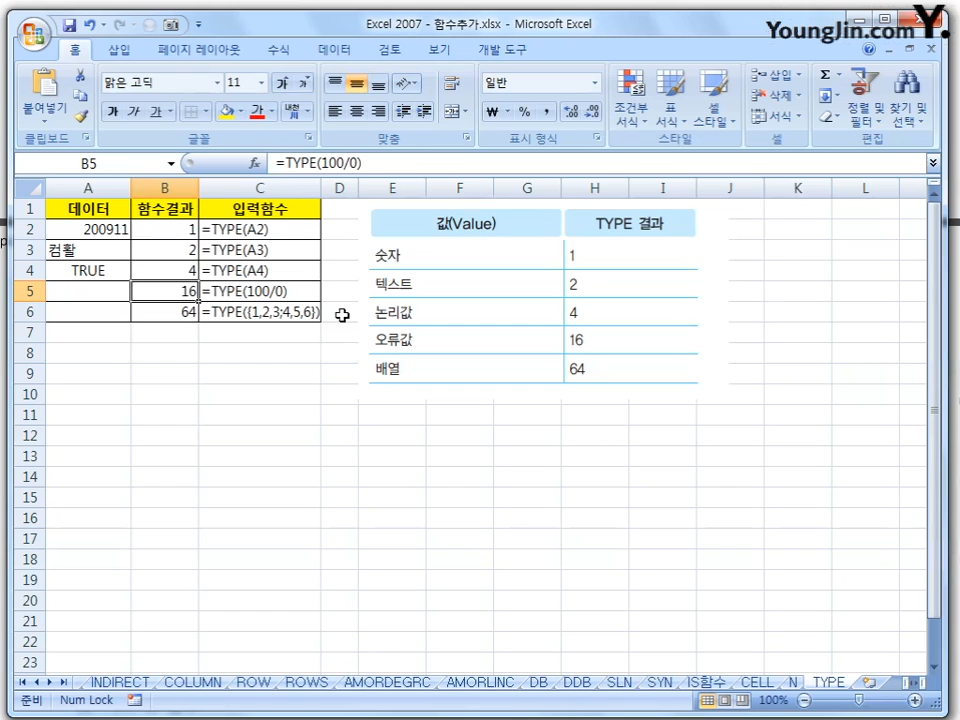 Excel 2007 - 함수추가.xlsx - Microsoft Excel
YoungJin.com Y.
홈 삽입 페이지 레이아웃 수식 데이터 검토 보기 개발 도구
붙여넣기
클립보드
맑은 고딕 11
가 가 가
글꼴
맞춤
일반
표시 형식
조건부 서식
표 서식
셀 스타일
스타일
삽입
삭제
서식
셀
정렬 및 필터
찾기 및 선택
편집
B5 fx =TYPE(100/0)
A B C D E F G H I J K L
1 데이터 함수결과 입력함수
2 200911 1 =TYPE(A2)
3 컴활 2 =TYPE(A3)
4 TRUE 4 =TYPE(A4)
5 16 =TYPE(100/0)
6 64 =TYPE({1,2,3;4,5,6})
7
8
9
10
11
12
13
14
15
16
17
18
19
20
21
22
23
값(Value) TYPE 결과
숫자 1
텍스트 2
논리값 4
오류값 16
배열 64
INDIRECT COLUMN ROW ROWS AMORDEGRC AMORLINC DB DDB SLN SYN IS함수 CELL N TYPE
준비 Num Lock 100%